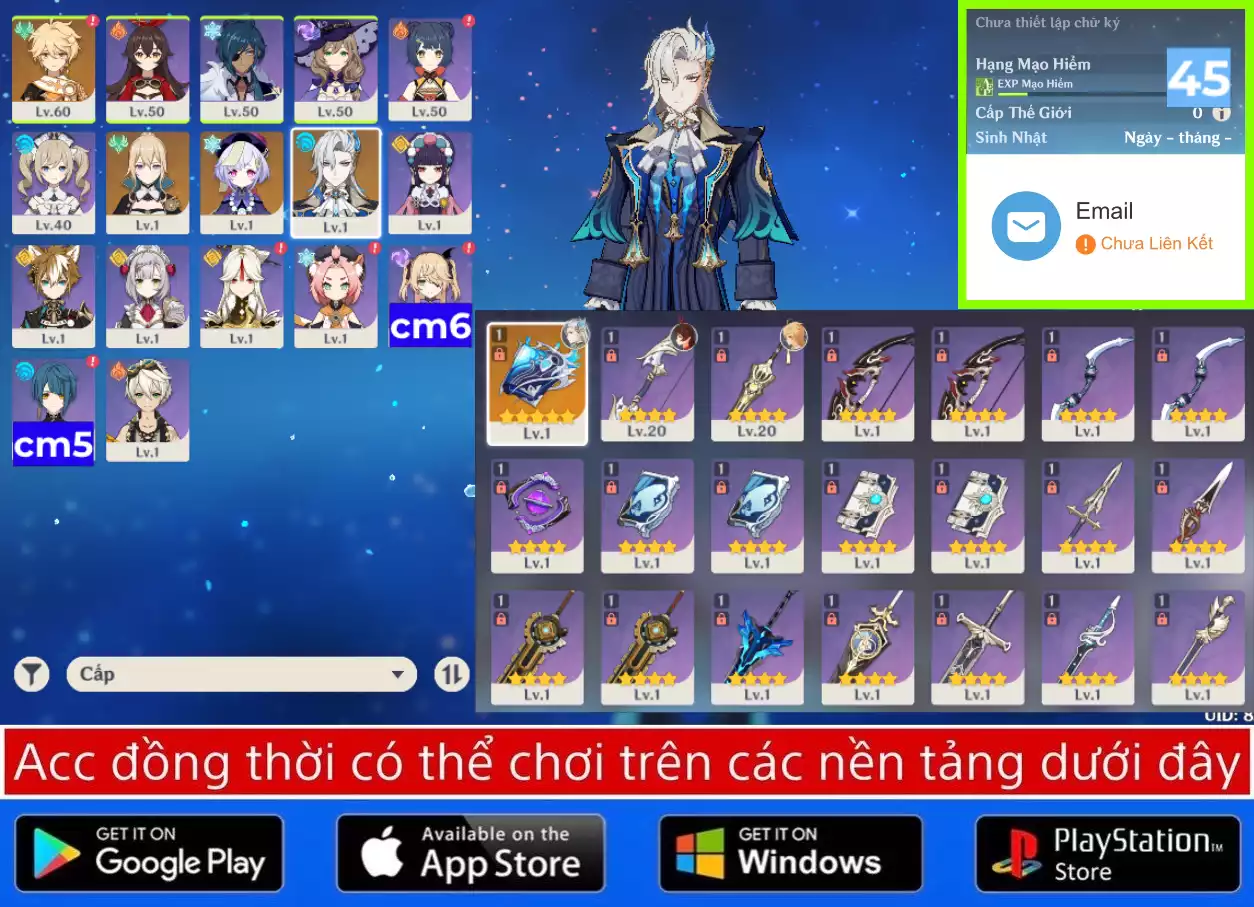 Lv.60
Lv.50
Lv.50
Lv.50
Lv.50
Lv.40
Lv.1
Lv.1
Lv.1
Lv.1
Lv.1
Lv.1
Lv.1
Lv.1
cm6
cm5
Lv.1
Cấp
Chưa thiết lập chữ ký
Hạng Mạo Hiểm
45
EXP Mạo Hiểm
Cấp Thế Giới 0
Sinh Nhật Ngày - tháng -
Email
! Chưa Liên Kết
1 1 1 1 1 1 1
Lv.1 Lv.20 Lv.20 Lv.1 Lv.1 Lv.1 Lv.1
1 1 1 1 1 1 1
Lv.1 Lv.1 Lv.1 Lv.1 Lv.1 Lv.1 Lv.1
1 1 1 1 1 1 1
Lv.1 Lv.1 Lv.1 Lv.1 Lv.1 Lv.1 Lv.1
UID: 8
Acc đồng thời có thể chơi trên các nền tảng dưới đây
GET IT ON
Google Play
Available on the
App Store
GET IT ON
Windows
PlayStation™
Store